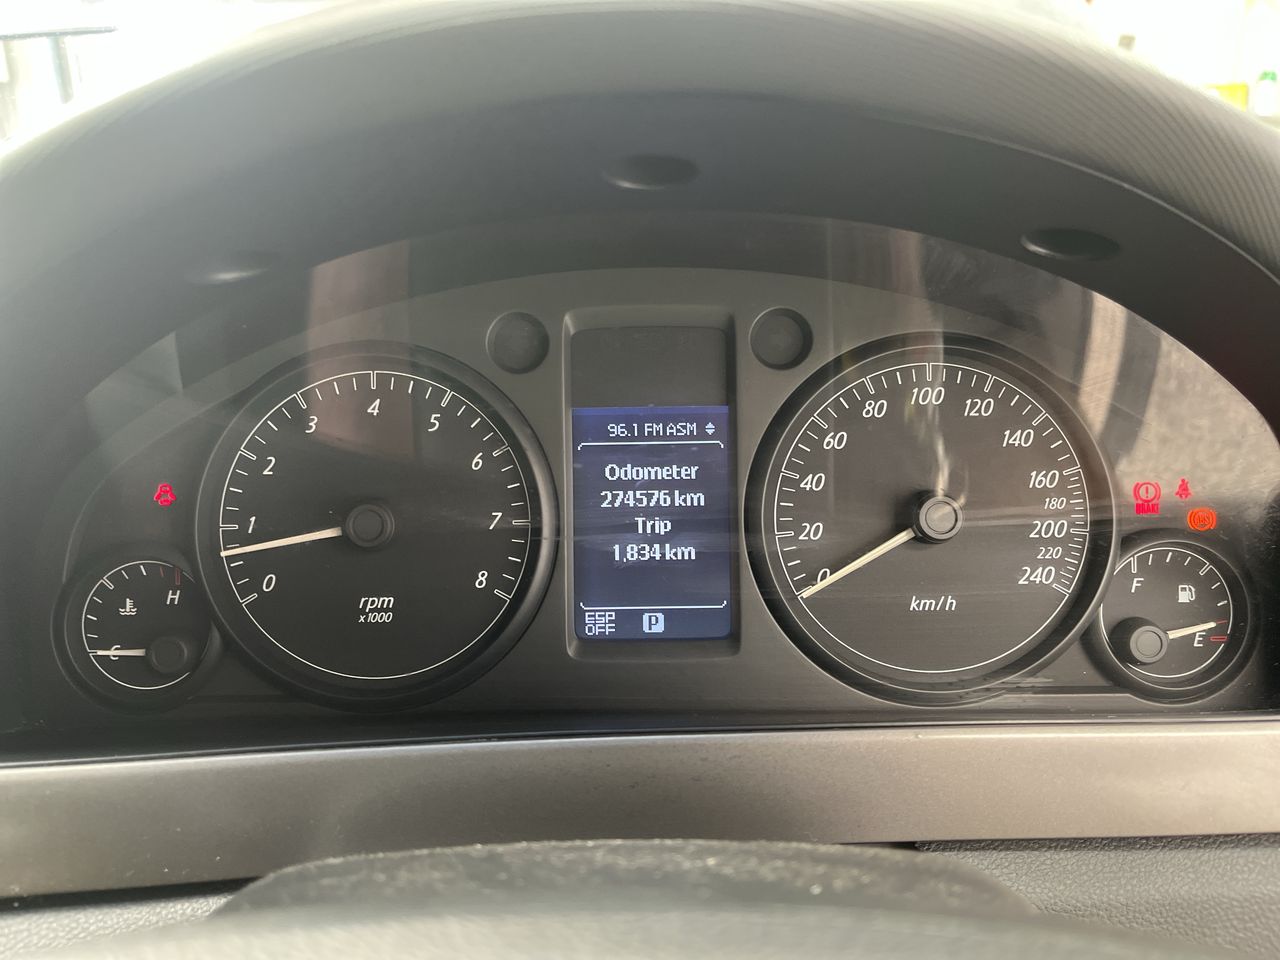 0
1
2
3
4
5
6
7
8
rpm
x1000
H
C
96.1 FM ASM
Odometer
274576 km
Trip
1,834 km
ESP
OFF
P
0
20
40
60
80
100
120
140
160
180
200
220
240
km/h
BRAKE
ABS
F
E